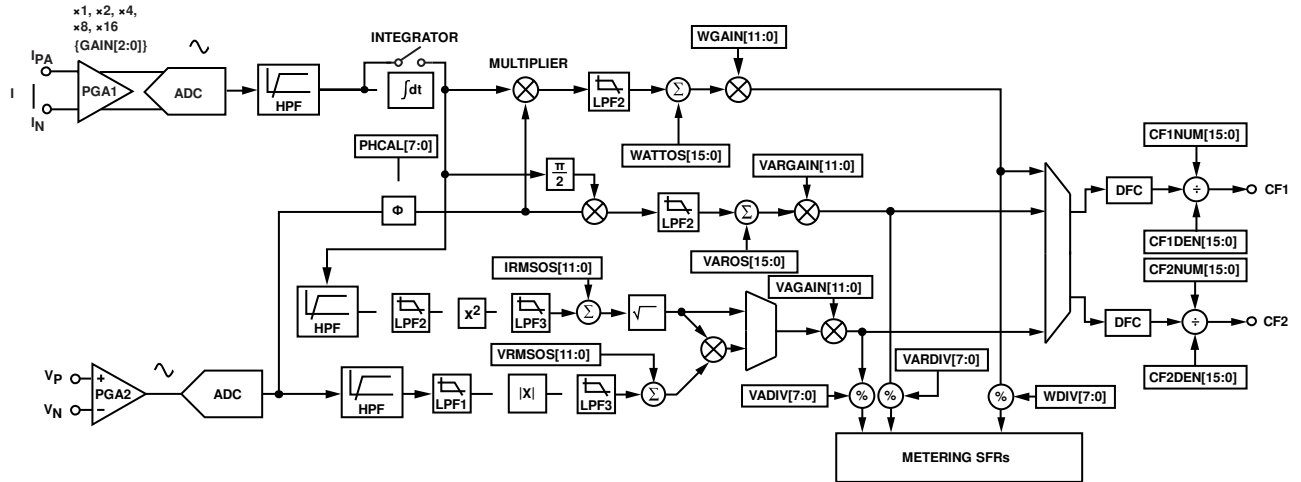 ×1, ×2, ×4,
×8, ×16
{GAIN[2:0]}
IPA
I
IN
PGA1
ADC
HPF
INTEGRATOR
∫dt
MULTIPLIER
LPF2
Σ
WATTOS[15:0]
WGAIN[11:0]
PHCAL[7:0]
Φ
π
2
LPF2
Σ
VAROS[15:0]
VARGAIN[11:0]
HPF
LPF2
x2
LPF3
IRMSOS[11:0]
Σ
√
VAGAIN[11:0]
VP
+
VN
−
PGA2
ADC
HPF
LPF1
|X|
LPF3
VRMSOS[11:0]
Σ
VADIV[7:0]
%
%
VARDIV[7:0]
%
WDIV[7:0]
METERING SFRs
CF1NUM[15:0]
DFC
÷
CF1
CF1DEN[15:0]
CF2NUM[15:0]
DFC
÷
CF2
CF2DEN[15:0]